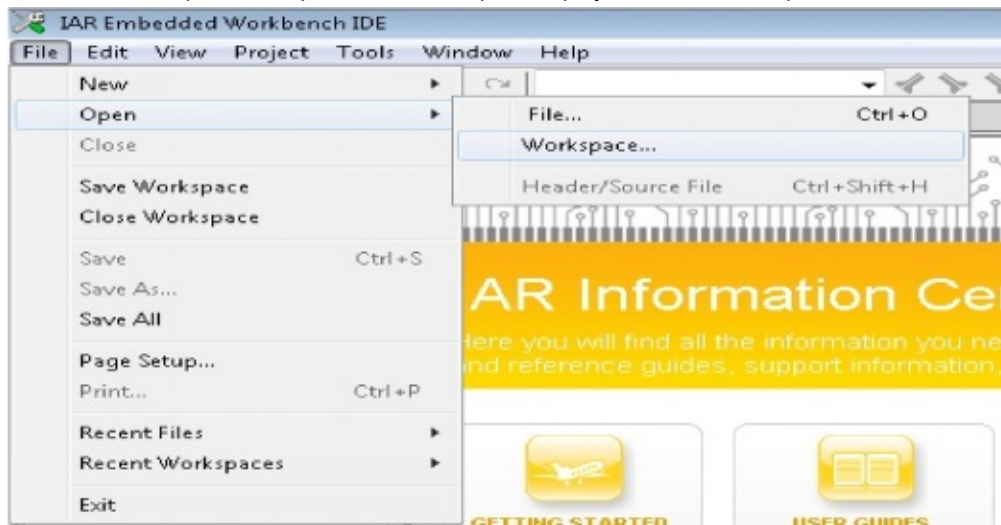 IAR Embedded Workbench IDE
File Edit View Project Tools Window Help
New
Open
File... Ctrl+O
Close
Workspace...
Save Workspace
Header/Source File Ctrl+Shift+H
Close Workspace
Save Ctrl+S
Save As...
AR Information Ce
Save All
Here you will find all the information you ne
Page Setup...
nd reference guides, support information,
Print... Ctrl+P
Recent Files
Recent Workspaces
Exit
GETTING STARTED USER GUIDES